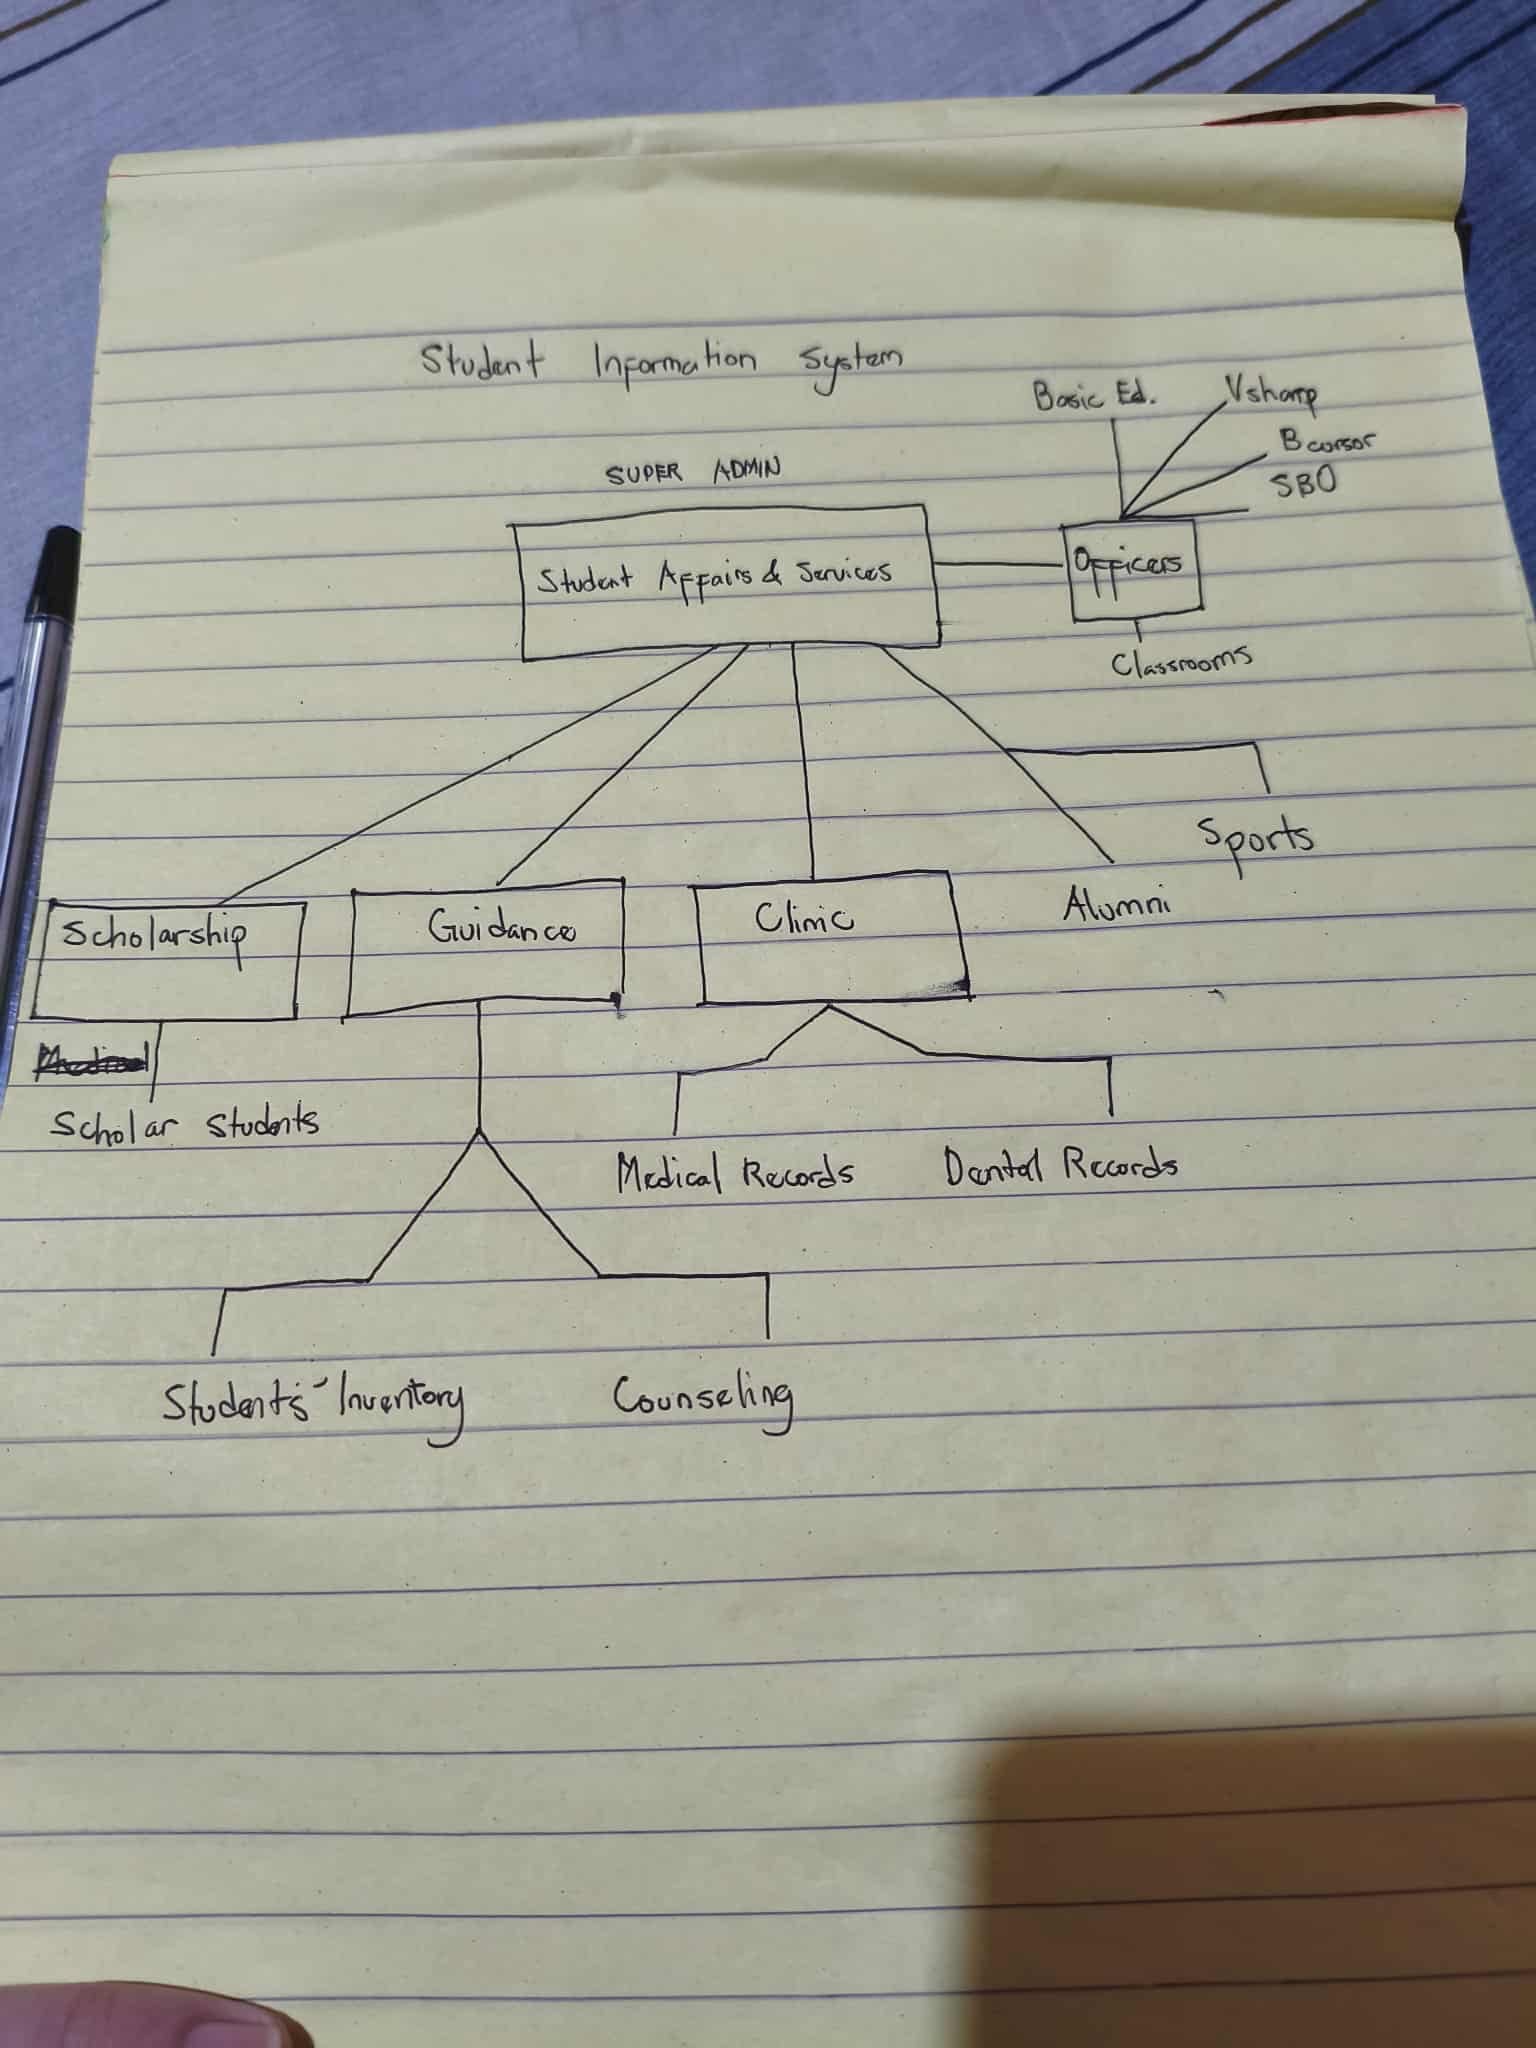 Student Information System
Basic Ed.
Vsharp
Bcursor
SBO
SUPER ADMIN
Student Affairs & Services
Officers
Classrooms
Sports
Alumni
Scholarship
Guidance
Clinic
Scholar Students
Medical Records
Dental Records
Students' Inventory
Counseling